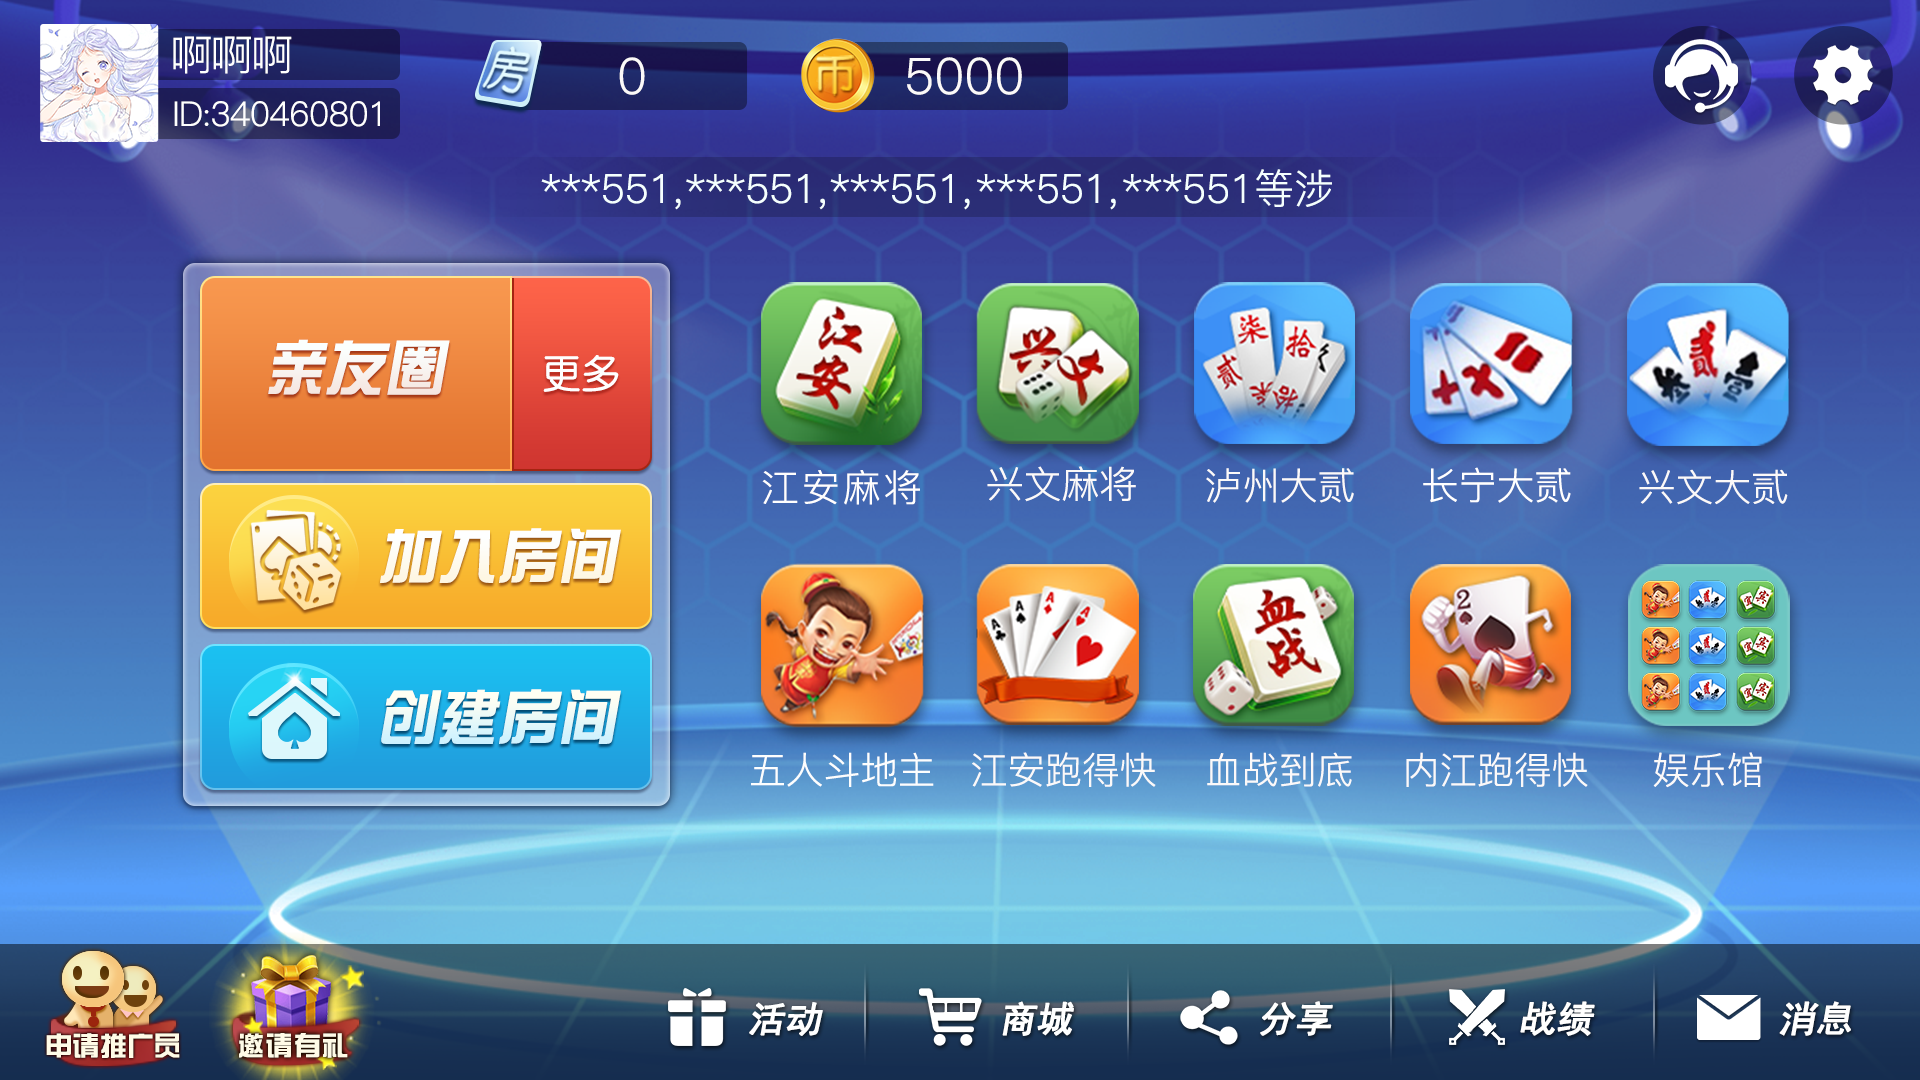 啊啊啊
ID:340460801
房
0
币
5000
***551,***551,***551,***551,***551等涉
亲友圈
更多
加入房间
创建房间
江安
兴文
贰 柒 拾
贰
血战
2
江安麻将
兴文麻将
泸州大贰
长宁大贰
兴文大贰
五人斗地主
江安跑得快
血战到底
内江跑得快
娱乐馆
申请推广员
邀请有礼
活动
商城
分享
战绩
消息